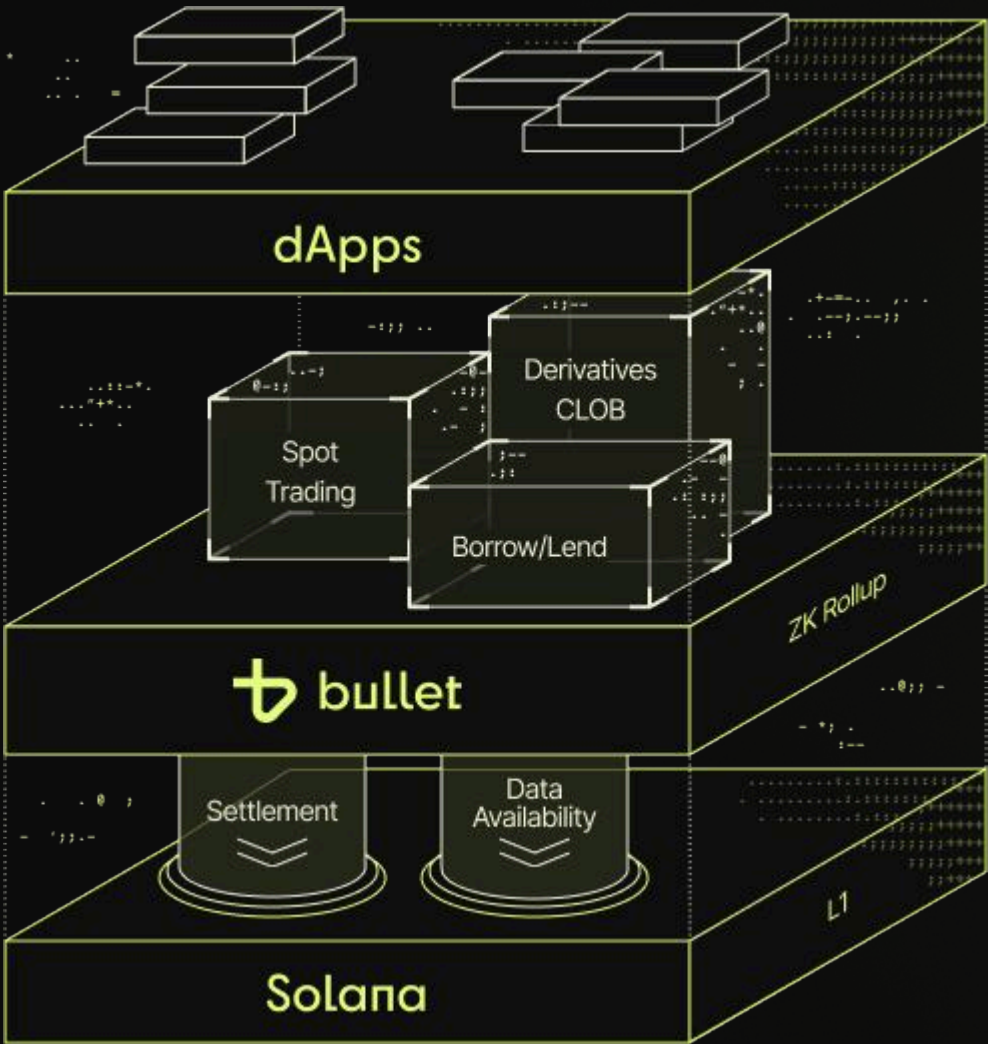 dApps
Derivatives
CLOB
Spot
Trading
Borrow/Lend
ZK Rollup
bullet
Settlement
Data
Availability
L1
Solana